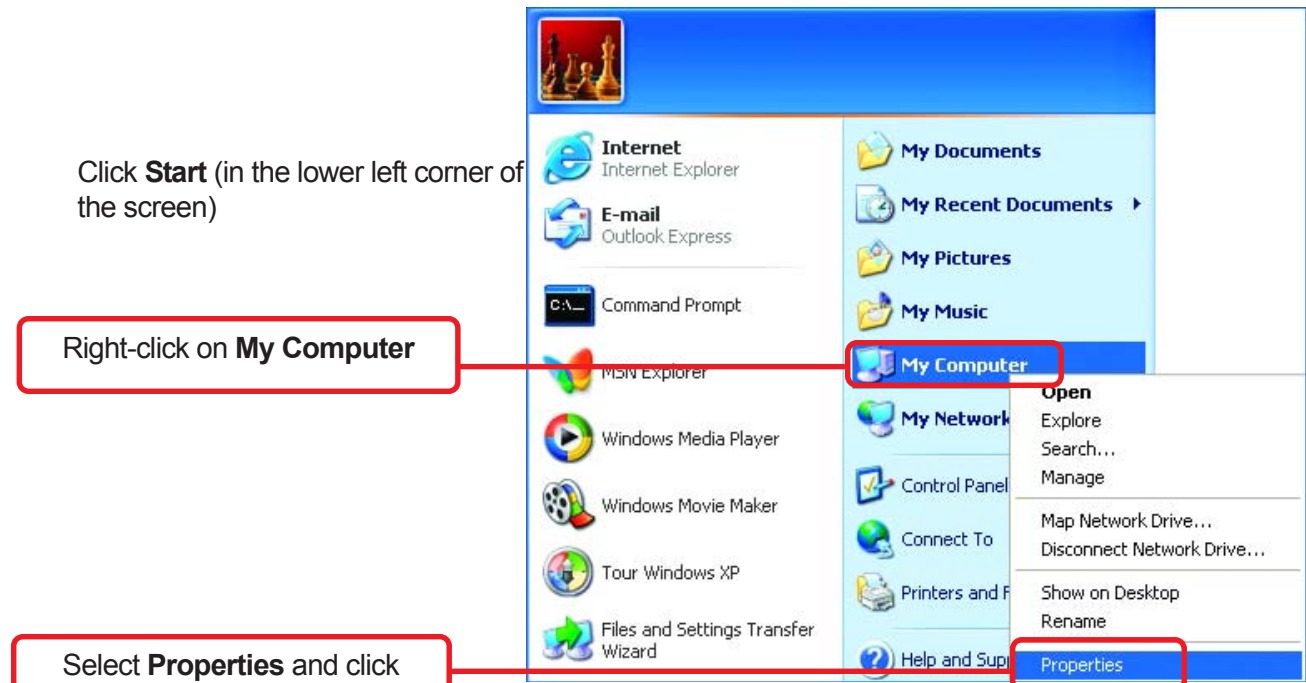 Click Start (in the lower left corner of
the screen)
Right-click on My Computer
Select Properties and click
Internet
Internet Explorer
E-mail
Outlook Express
C:\_
Command Prompt
MSN Explorer
Windows Media Player
Windows Movie Maker
Tour Windows XP
Files and Settings Transfer
Wizard
My Documents
My Recent Documents
My Pictures
My Music
My Computer
My Network
Control Panel
Connect To
Printers and F
Help and Sup
Open
Explore
Search...
Manage
Map Network Drive...
Disconnect Network Drive...
Show on Desktop
Rename
Properties